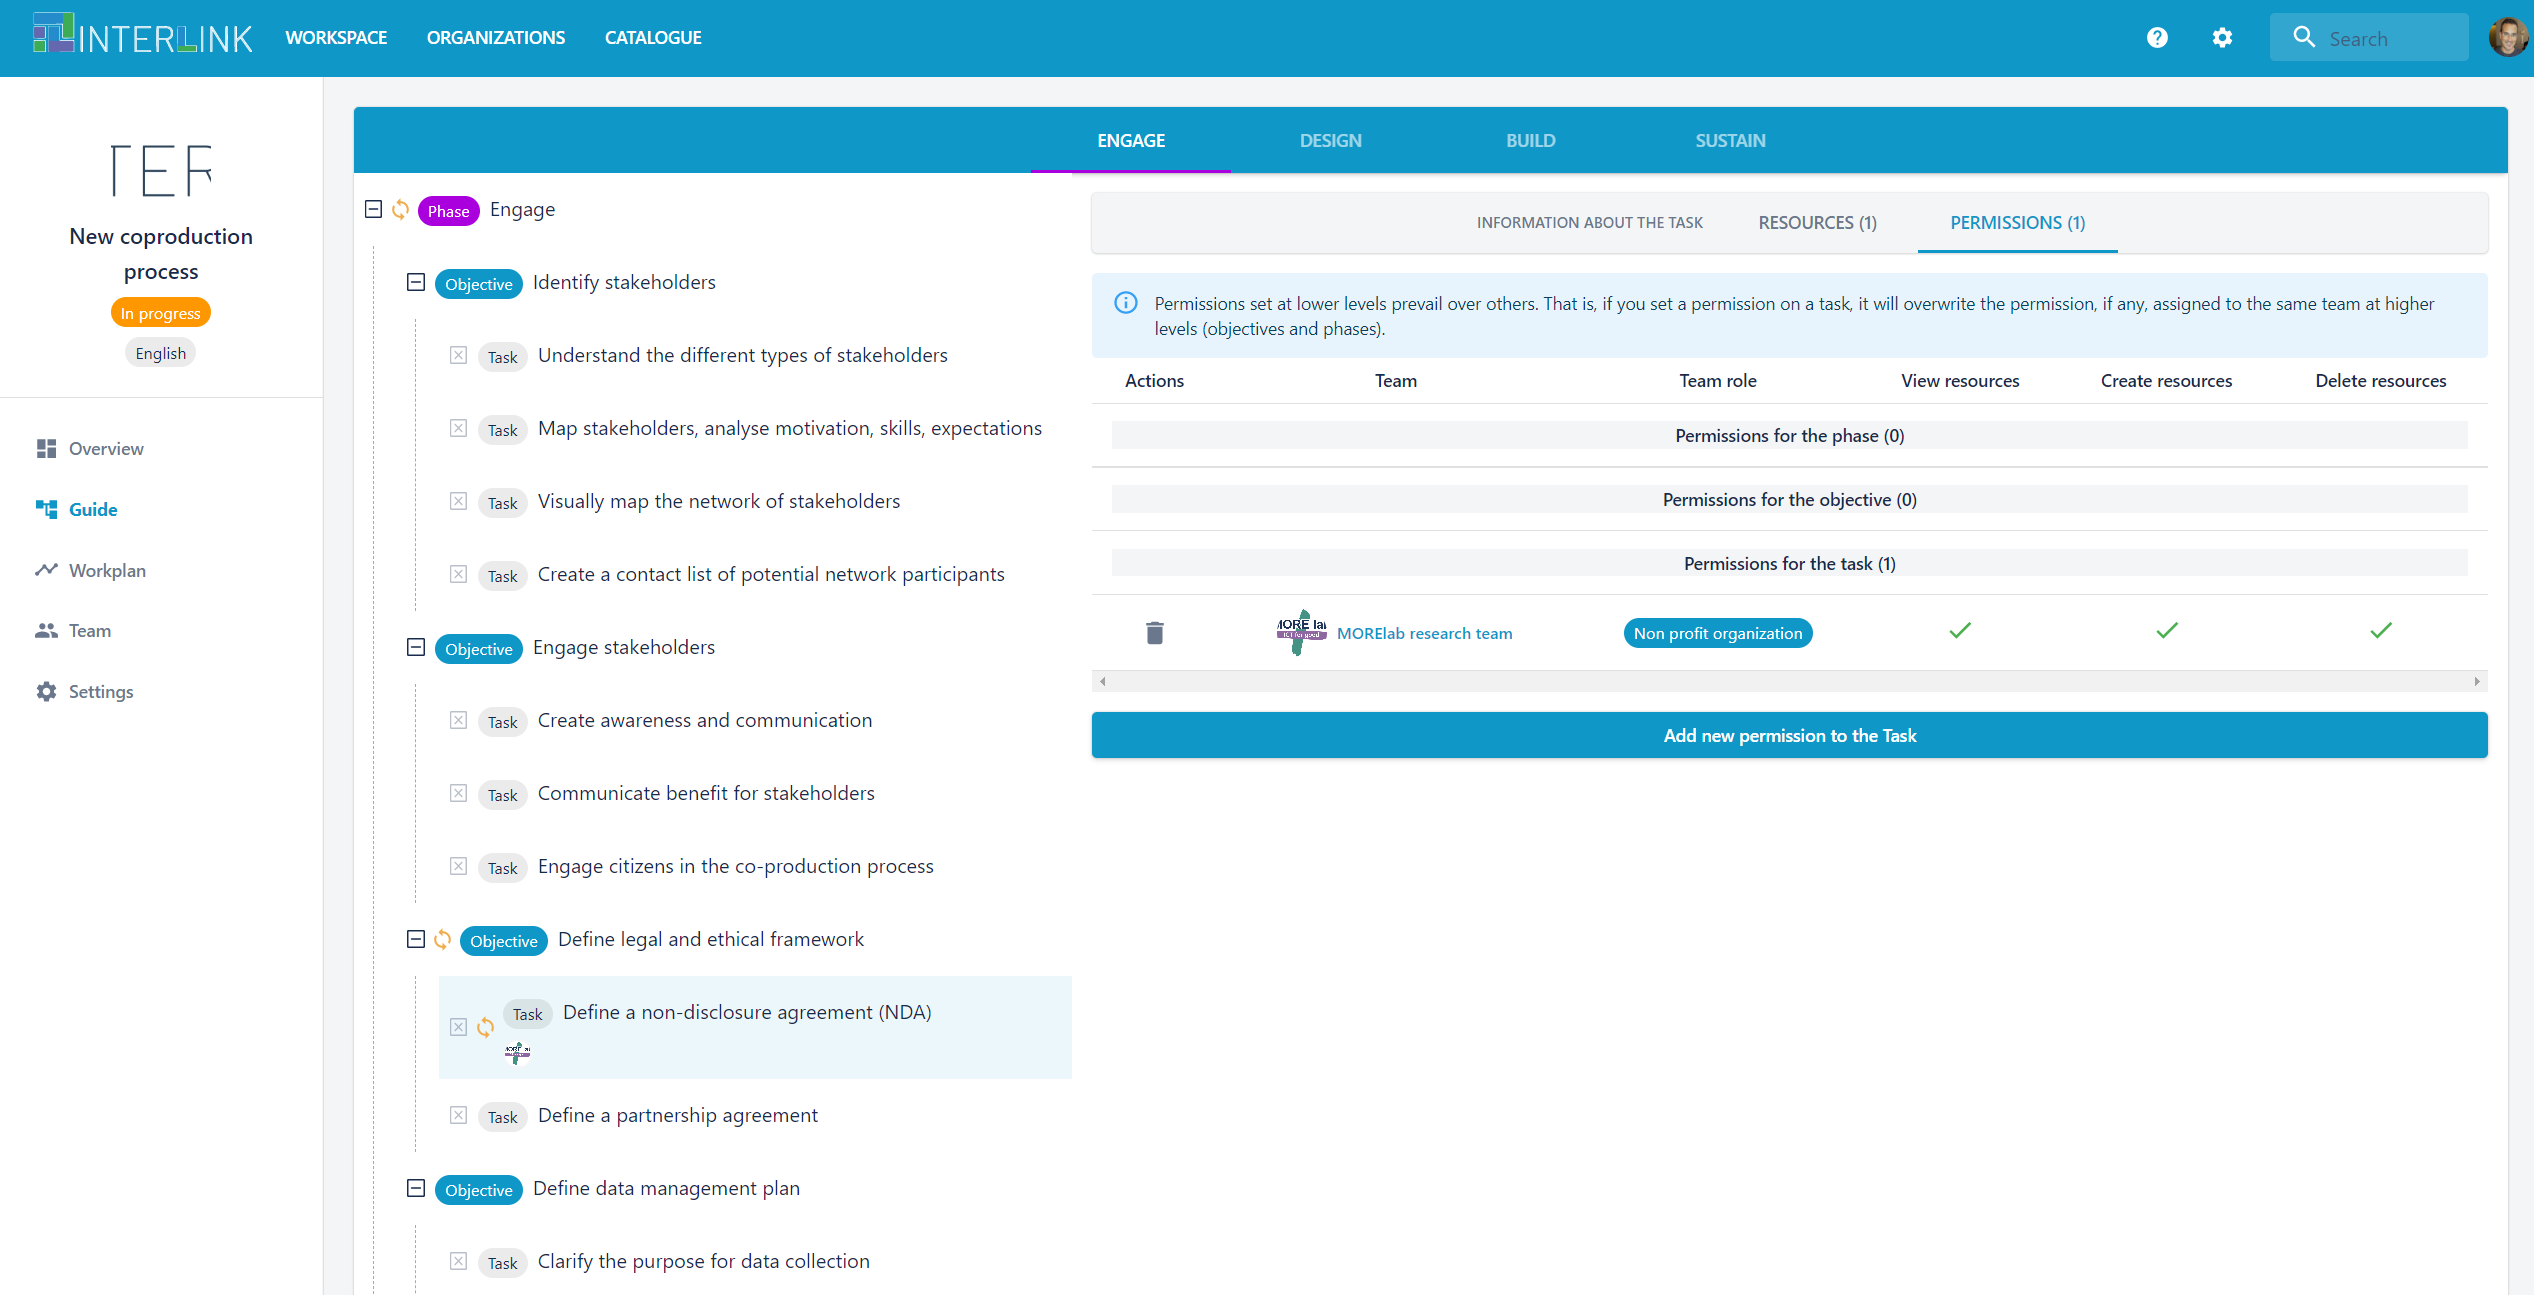 INTERLINK
WORKSPACE
ORGANIZATIONS
CATALOGUE
Search
TER
New coproduction
process
In progress
English
Overview
Guide
Workplan
Team
Settings
ENGAGE
DESIGN
BUILD
SUSTAIN
Phase Engage
Objective Identify stakeholders
Task Understand the different types of stakeholders
Task Map stakeholders, analyse motivation, skills, expectations
Task Visually map the network of stakeholders
Task Create a contact list of potential network participants
Objective Engage stakeholders
Task Create awareness and communication
Task Communicate benefit for stakeholders
Task Engage citizens in the co-production process
Objective Define legal and ethical framework
Task Define a non-disclosure agreement (NDA)
Task Define a partnership agreement
Objective Define data management plan
Task Clarify the purpose for data collection
INFORMATION ABOUT THE TASK
RESOURCES (1)
PERMISSIONS (1)
Permissions set at lower levels prevail over others. That is, if you set a permission on a task, it will overwrite the permission, if any, assigned to the same team at higher
levels (objectives and phases).
Actions Team Team role View resources Create resources Delete resources
Permissions for the phase (0)
Permissions for the objective (0)
Permissions for the task (1)
MORE lab
ICT for good
MORElab research team
Non profit organization
Add new permission to the Task